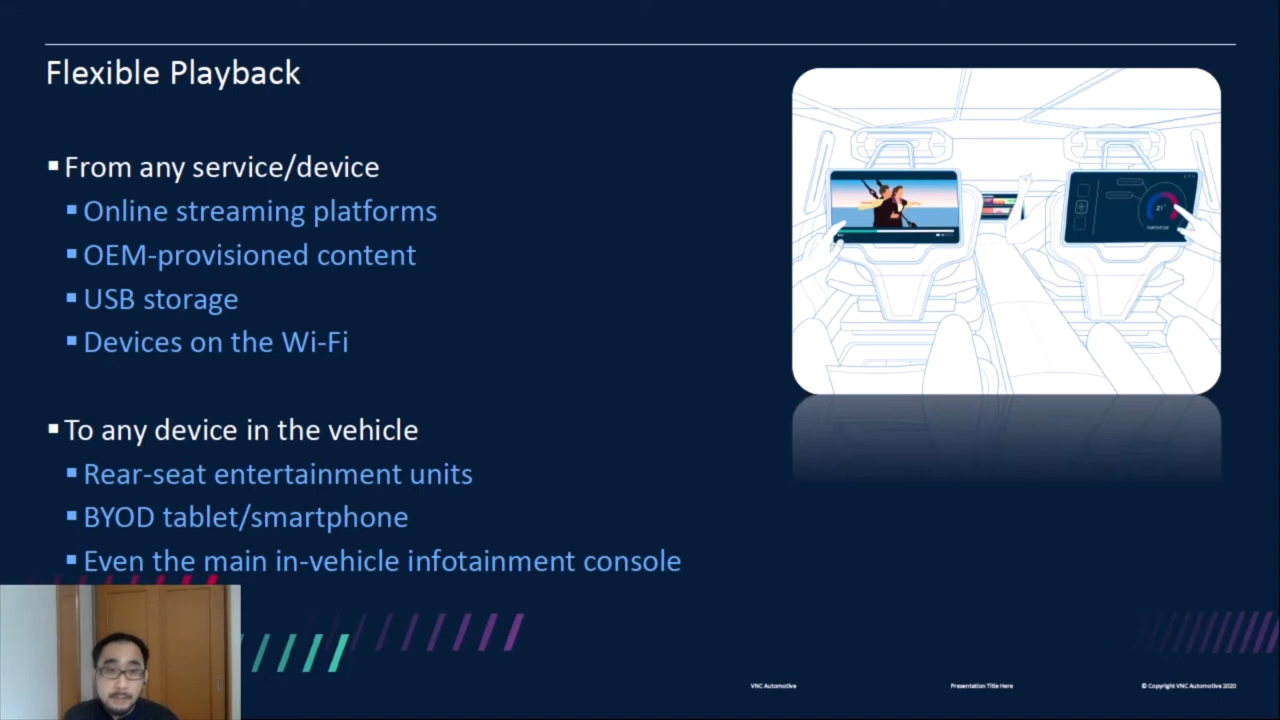 Flexible Playback
▪ From any service/device
▪ Online streaming platforms
▪ OEM-provisioned content
▪ USB storage
▪ Devices on the Wi-Fi
▪ To any device in the vehicle
▪ Rear-seat entertainment units
▪ BYOD tablet/smartphone
▪ Even the main in-vehicle infotainment console
21°
VNC Automotive
Presentation Title Here
© Copyright VNC Automotive 2020